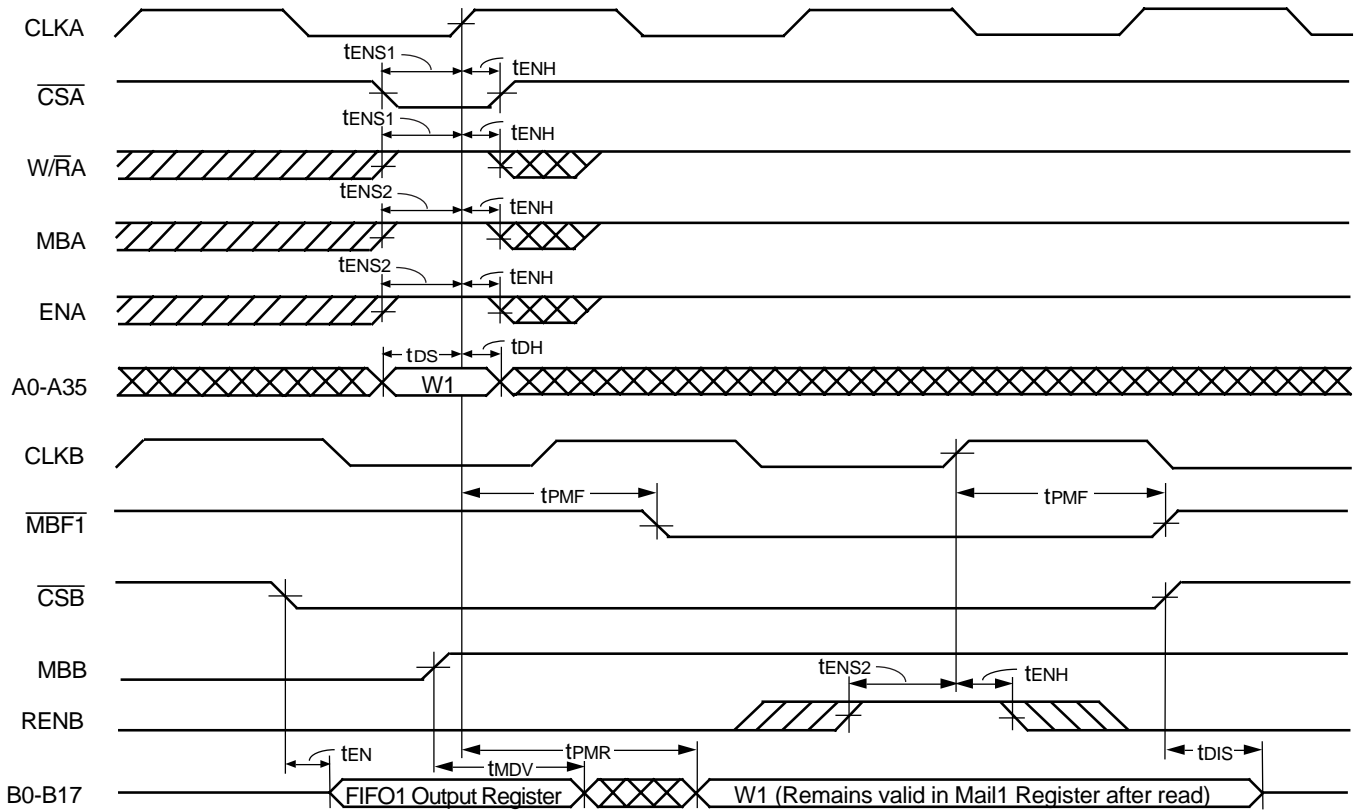 CLKA
tENS1
tENH
CSA
tENS1
tENH
W/RA
tENS2
tENH
MBA
tENS2
tENH
ENA
tDS
tDH
A0-A35
W1
CLKB
tPMF
tPMF
MBF1
CSB
MBB
tENS2
tENH
RENB
tEN
tMDV
tPMR
tDIS
B0-B17
FIFO1 Output Register
W1 (Remains valid in Mail1 Register after read)